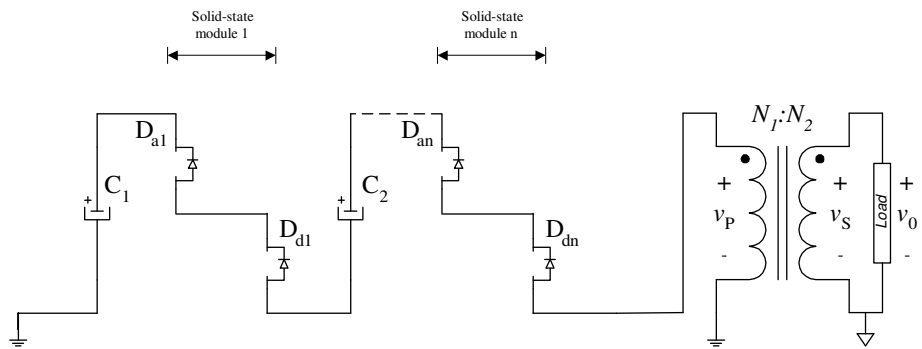 Solid-state
module 1
Solid-state
module n
D_a1
D_an
N_1:N_2
+
C_1
+
C_2
D_d1
D_dn
+
v_P
-
+
v_S
-
Load
+
v_0
-